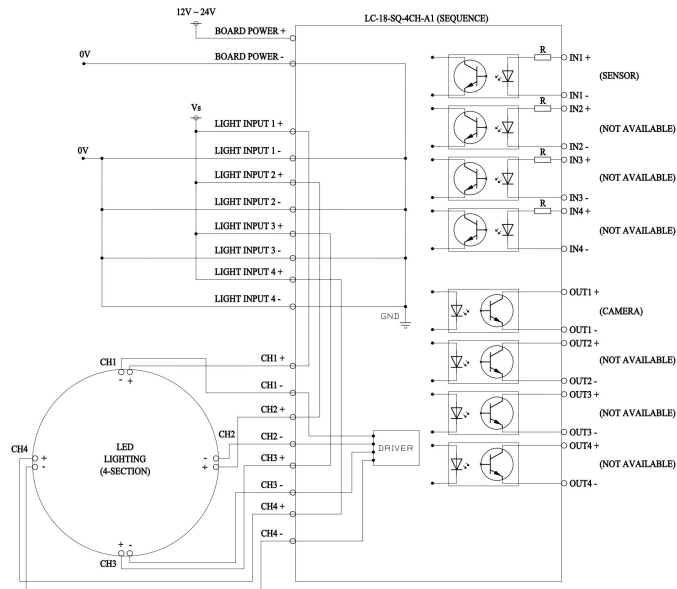 12V ~ 24V
LC-18-SQ-4CH-A1 (SEQUENCE)
BOARD POWER +
0V
BOARD POWER -
Vs
LIGHT INPUT 1 +
0V
LIGHT INPUT 1 -
LIGHT INPUT 2 +
LIGHT INPUT 2 -
LIGHT INPUT 3 +
LIGHT INPUT 3 -
LIGHT INPUT 4 +
LIGHT INPUT 4 -
GND
CH1 +
CH1 -
CH2 +
CH2 -
CH3 +
CH3 -
CH4 +
CH4 -
DRIVER
CH1
- +
CH2
-
+
CH4
+
-
LED
LIGHTING
(4-SECTION)
+ -
CH3
R
IN1 +
(SENSOR)
IN1 -
R
IN2 +
(NOT AVAILABLE)
IN2 -
R
IN3 +
(NOT AVAILABLE)
IN3 -
R
IN4 +
(NOT AVAILABLE)
IN4 -
OUT1 +
(CAMERA)
OUT1 -
OUT2 +
(NOT AVAILABLE)
OUT2 -
OUT3 +
(NOT AVAILABLE)
OUT3 -
OUT4 +
(NOT AVAILABLE)
OUT4 -